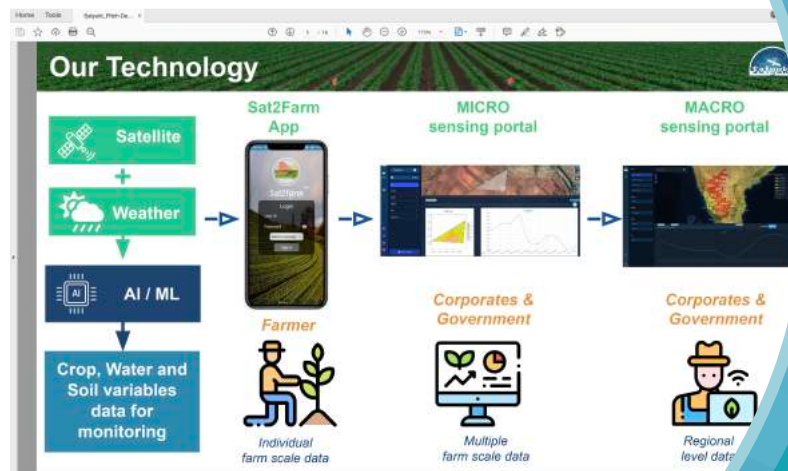 Home
Tools
Our Technology
Satellite
+
Weather
AI
AI / ML
Crop, Water and
Soil variables
data for
monitoring
Sat2Farm
App
Sat2farm
Login
Farmer
Individual
farm scale data
MICRO
sensing portal
Corporates &
Government
Multiple
farm scale data
MACRO
sensing portal
Corporates &
Government
Regional
level data